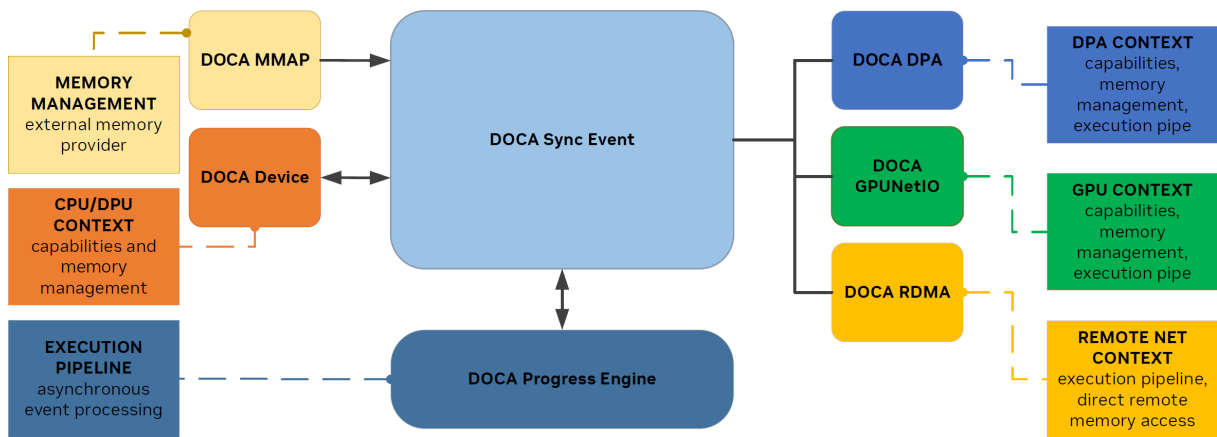 DOCA MMAP
MEMORY
MANAGEMENT
external memory
provider
DOCA Device
CPU/DPU
CONTEXT
capabilities and
memory
management
EXECUTION
PIPELINE
asynchronous
event processing
DOCA Sync Event
DOCA Progress Engine
DOCA DPA
DPA CONTEXT
capabilities,
memory
management,
execution pipe
DOCA
GPUNetIO
GPU CONTEXT
capabilities,
memory
management,
execution pipe
DOCA RDMA
REMOTE NET
CONTEXT
execution pipeline,
direct remote
memory access